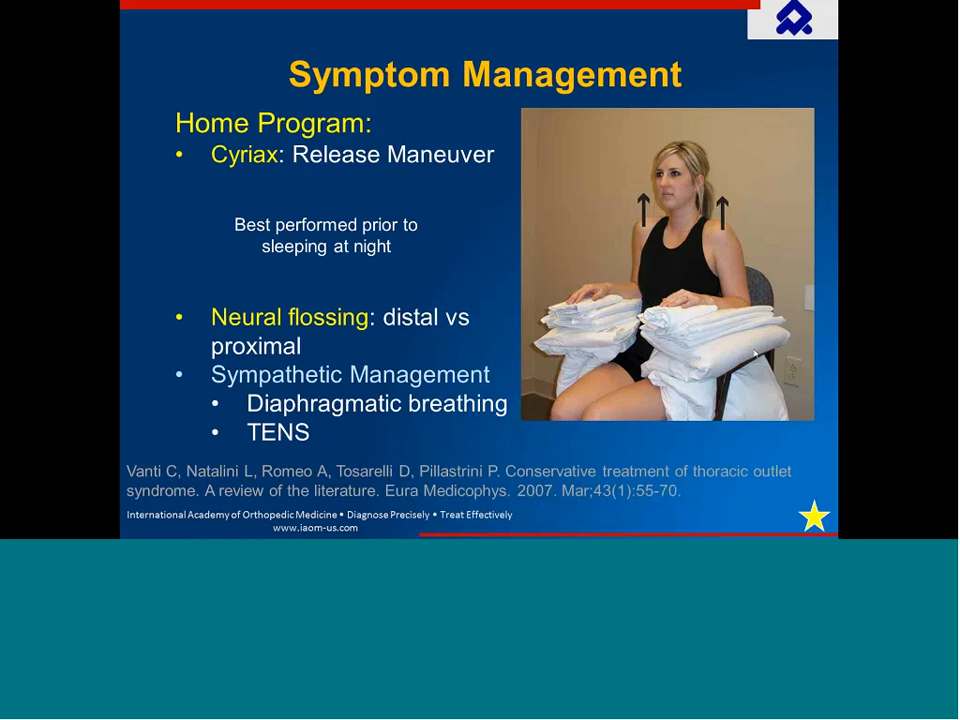 Symptom Management
Home Program:
• Cyriax: Release Maneuver
Best performed prior to
sleeping at night
• Neural flossing: distal vs
proximal
• Sympathetic Management
• Diaphragmatic breathing
• TENS
Vanti C, Natalini L, Romeo A, Tosarelli D, Pillastrini P. Conservative treatment of thoracic outlet
syndrome. A review of the literature. Eura Medicophys. 2007. Mar;43(1):55-70.
International Academy of Orthopedic Medicine • Diagnose Precisely • Treat Effectively
www.iaom-us.com